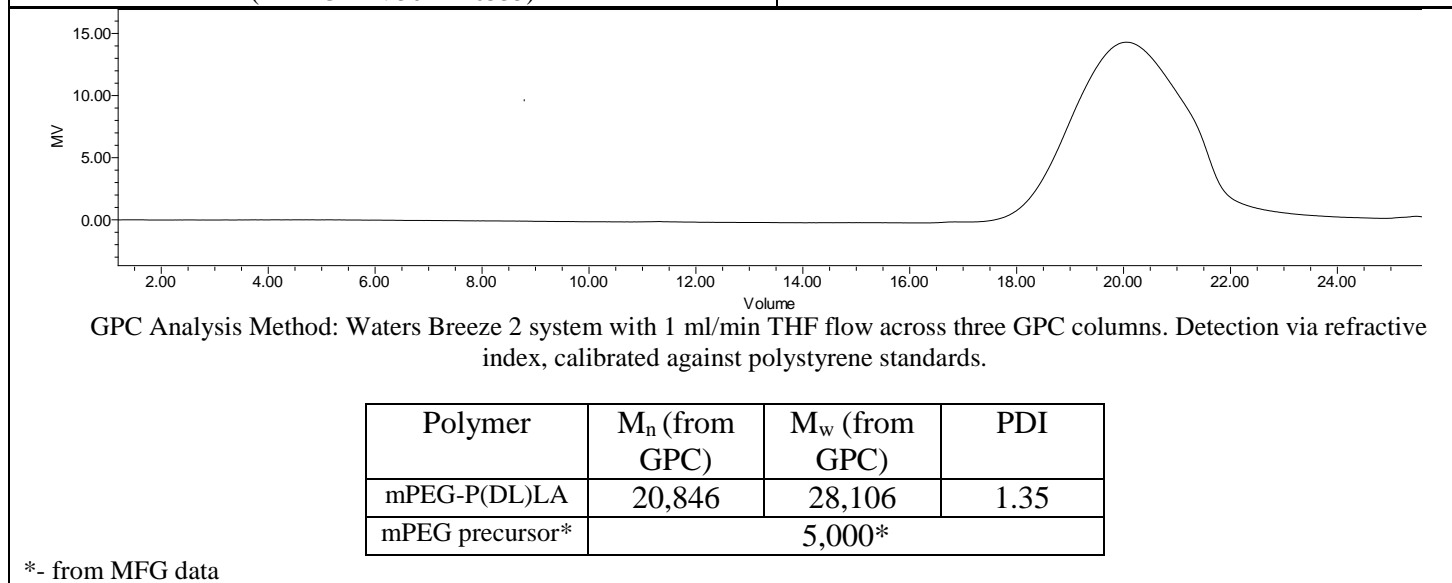 15.00
10.00
MV
5.00
0.00
2.00 4.00 6.00 8.00 10.00 12.00 14.00 16.00 18.00 20.00 22.00 24.00
Volume
GPC Analysis Method: Waters Breeze 2 system with 1 ml/min THF flow across three GPC columns. Detection via refractive
index, calibrated against polystyrene standards.
Polymer Mn (from GPC) Mw (from GPC) PDI
mPEG-P(DL)LA 20,846 28,106 1.35
mPEG precursor* 5,000*
*- from MFG data